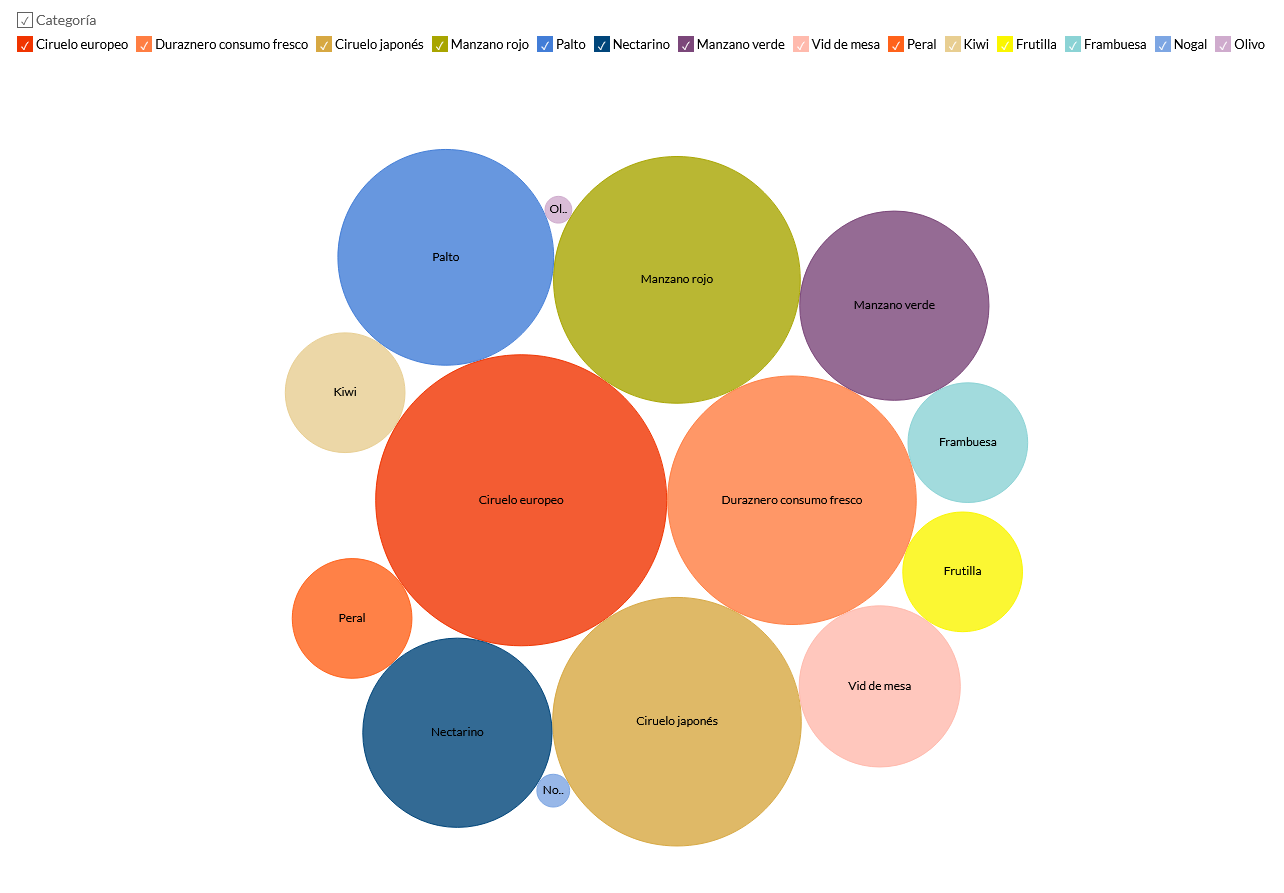 Categoría
Ciruelo europeo Duraznero consumo fresco Ciruelo japonés Manzano rojo Palto Nectarino Manzano verde Vid de mesa Peral Kiwi Frutilla Frambuesa Nogal Olivo
Ol..
Palto
Manzano rojo
Manzano verde
Kiwi
Frambuesa
Ciruelo europeo
Duraznero consumo fresco
Frutilla
Peral
Vid de mesa
Ciruelo japonés
Nectarino
No..